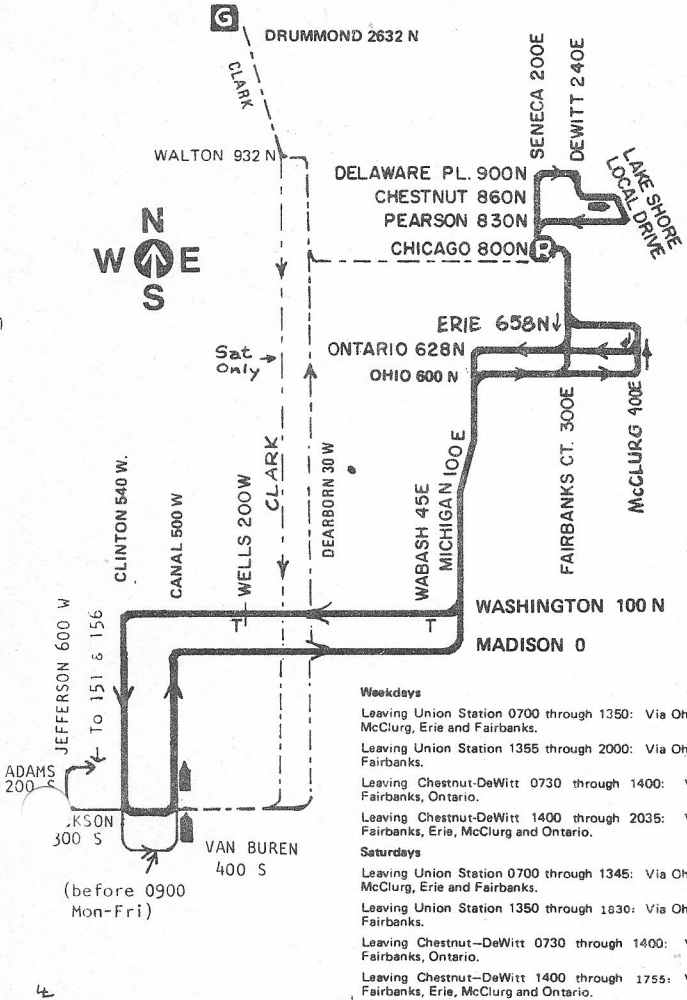 G
DRUMMOND 2632 N
CLARK
SENECA 200E
DEWITT 240E
WALTON 932 N
DELAWARE PL. 900N
CHESTNUT 860N
PEARSON 830N
LAKE SHORE
LOCAL DRIVE
CHICAGO 800N
R
N
W E
S
ERIE 658N
ONTARIO 628N
OHIO 600 N
Sat
Only
CLARK
DEARBORN 30 W
CLINTON 540 W.
CANAL 500 W
WELLS 200W
WABASH 45E
MICHIGAN 100E
FAIRBANKS CT. 300E
McCLURG 400E
T
T
WASHINGTON 100 N
MADISON 0
JEFFERSON 600 W
To 151 & 156
ADAMS
200 S
KSON
300 S
VAN BUREN
400 S
(before 0900
Mon-Fri)
Weekdays
Leaving Union Station 0700 through 1350: Via Oh
McClurg, Erie and Fairbanks.
Leaving Union Station 1355 through 2000: Via Oh
Fairbanks.
Leaving Chestnut-DeWitt 0730 through 1400:
Fairbanks, Ontario.
Leaving Chestnut-DeWitt 1400 through 2035:
Fairbanks, Erie, McClurg and Ontario.
Saturdays
Leaving Union Station 0700 through 1345: Via Oh
McClurg, Erie and Fairbanks.
Leaving Union Station 1350 through 1830: Via Oh
Fairbanks.
Leaving Chestnut-DeWitt 0730 through 1400:
Fairbanks, Ontario.
Leaving Chestnut-DeWitt 1400 through 1755:
Fairbanks, Erie, McClurg and Ontario.